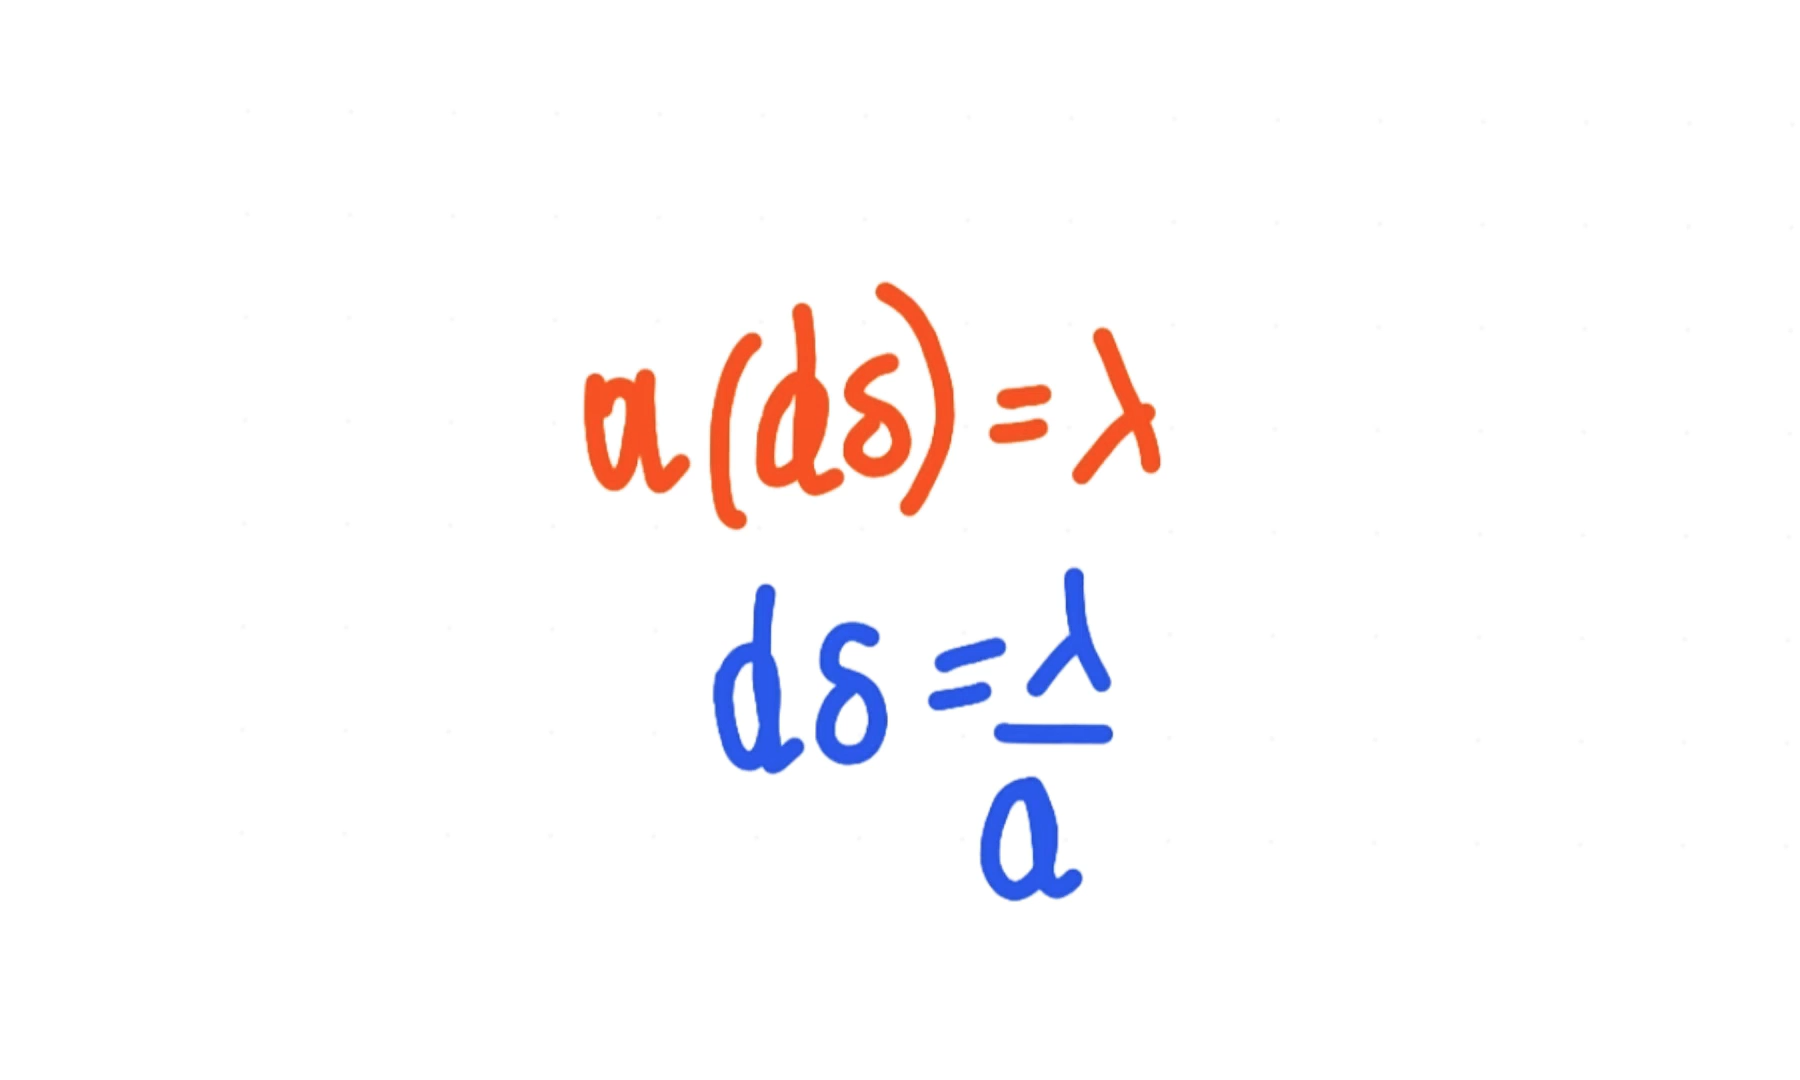 a(dδ) = λ
dδ = λ/a